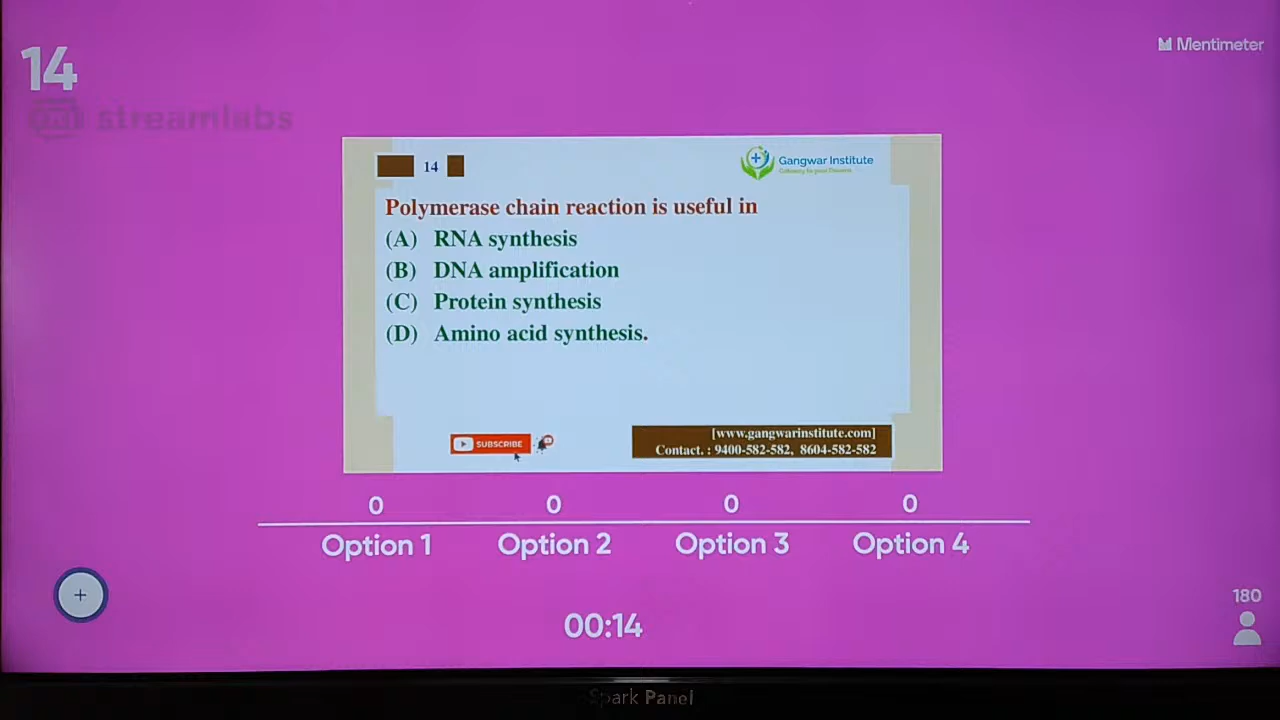 14
Mentimeter
streamlabs
14
Gangwar Institute
Polymerase chain reaction is useful in
(A) RNA synthesis
(B) DNA amplification
(C) Protein synthesis
(D) Amino acid synthesis.
SUBSCRIBE
[www.gangwarinstitute.com]
Contact. : 9400-582-582, 8604-582-582
0 0 0 0
Option 1 Option 2 Option 3 Option 4
180
00:14
Spark Panel